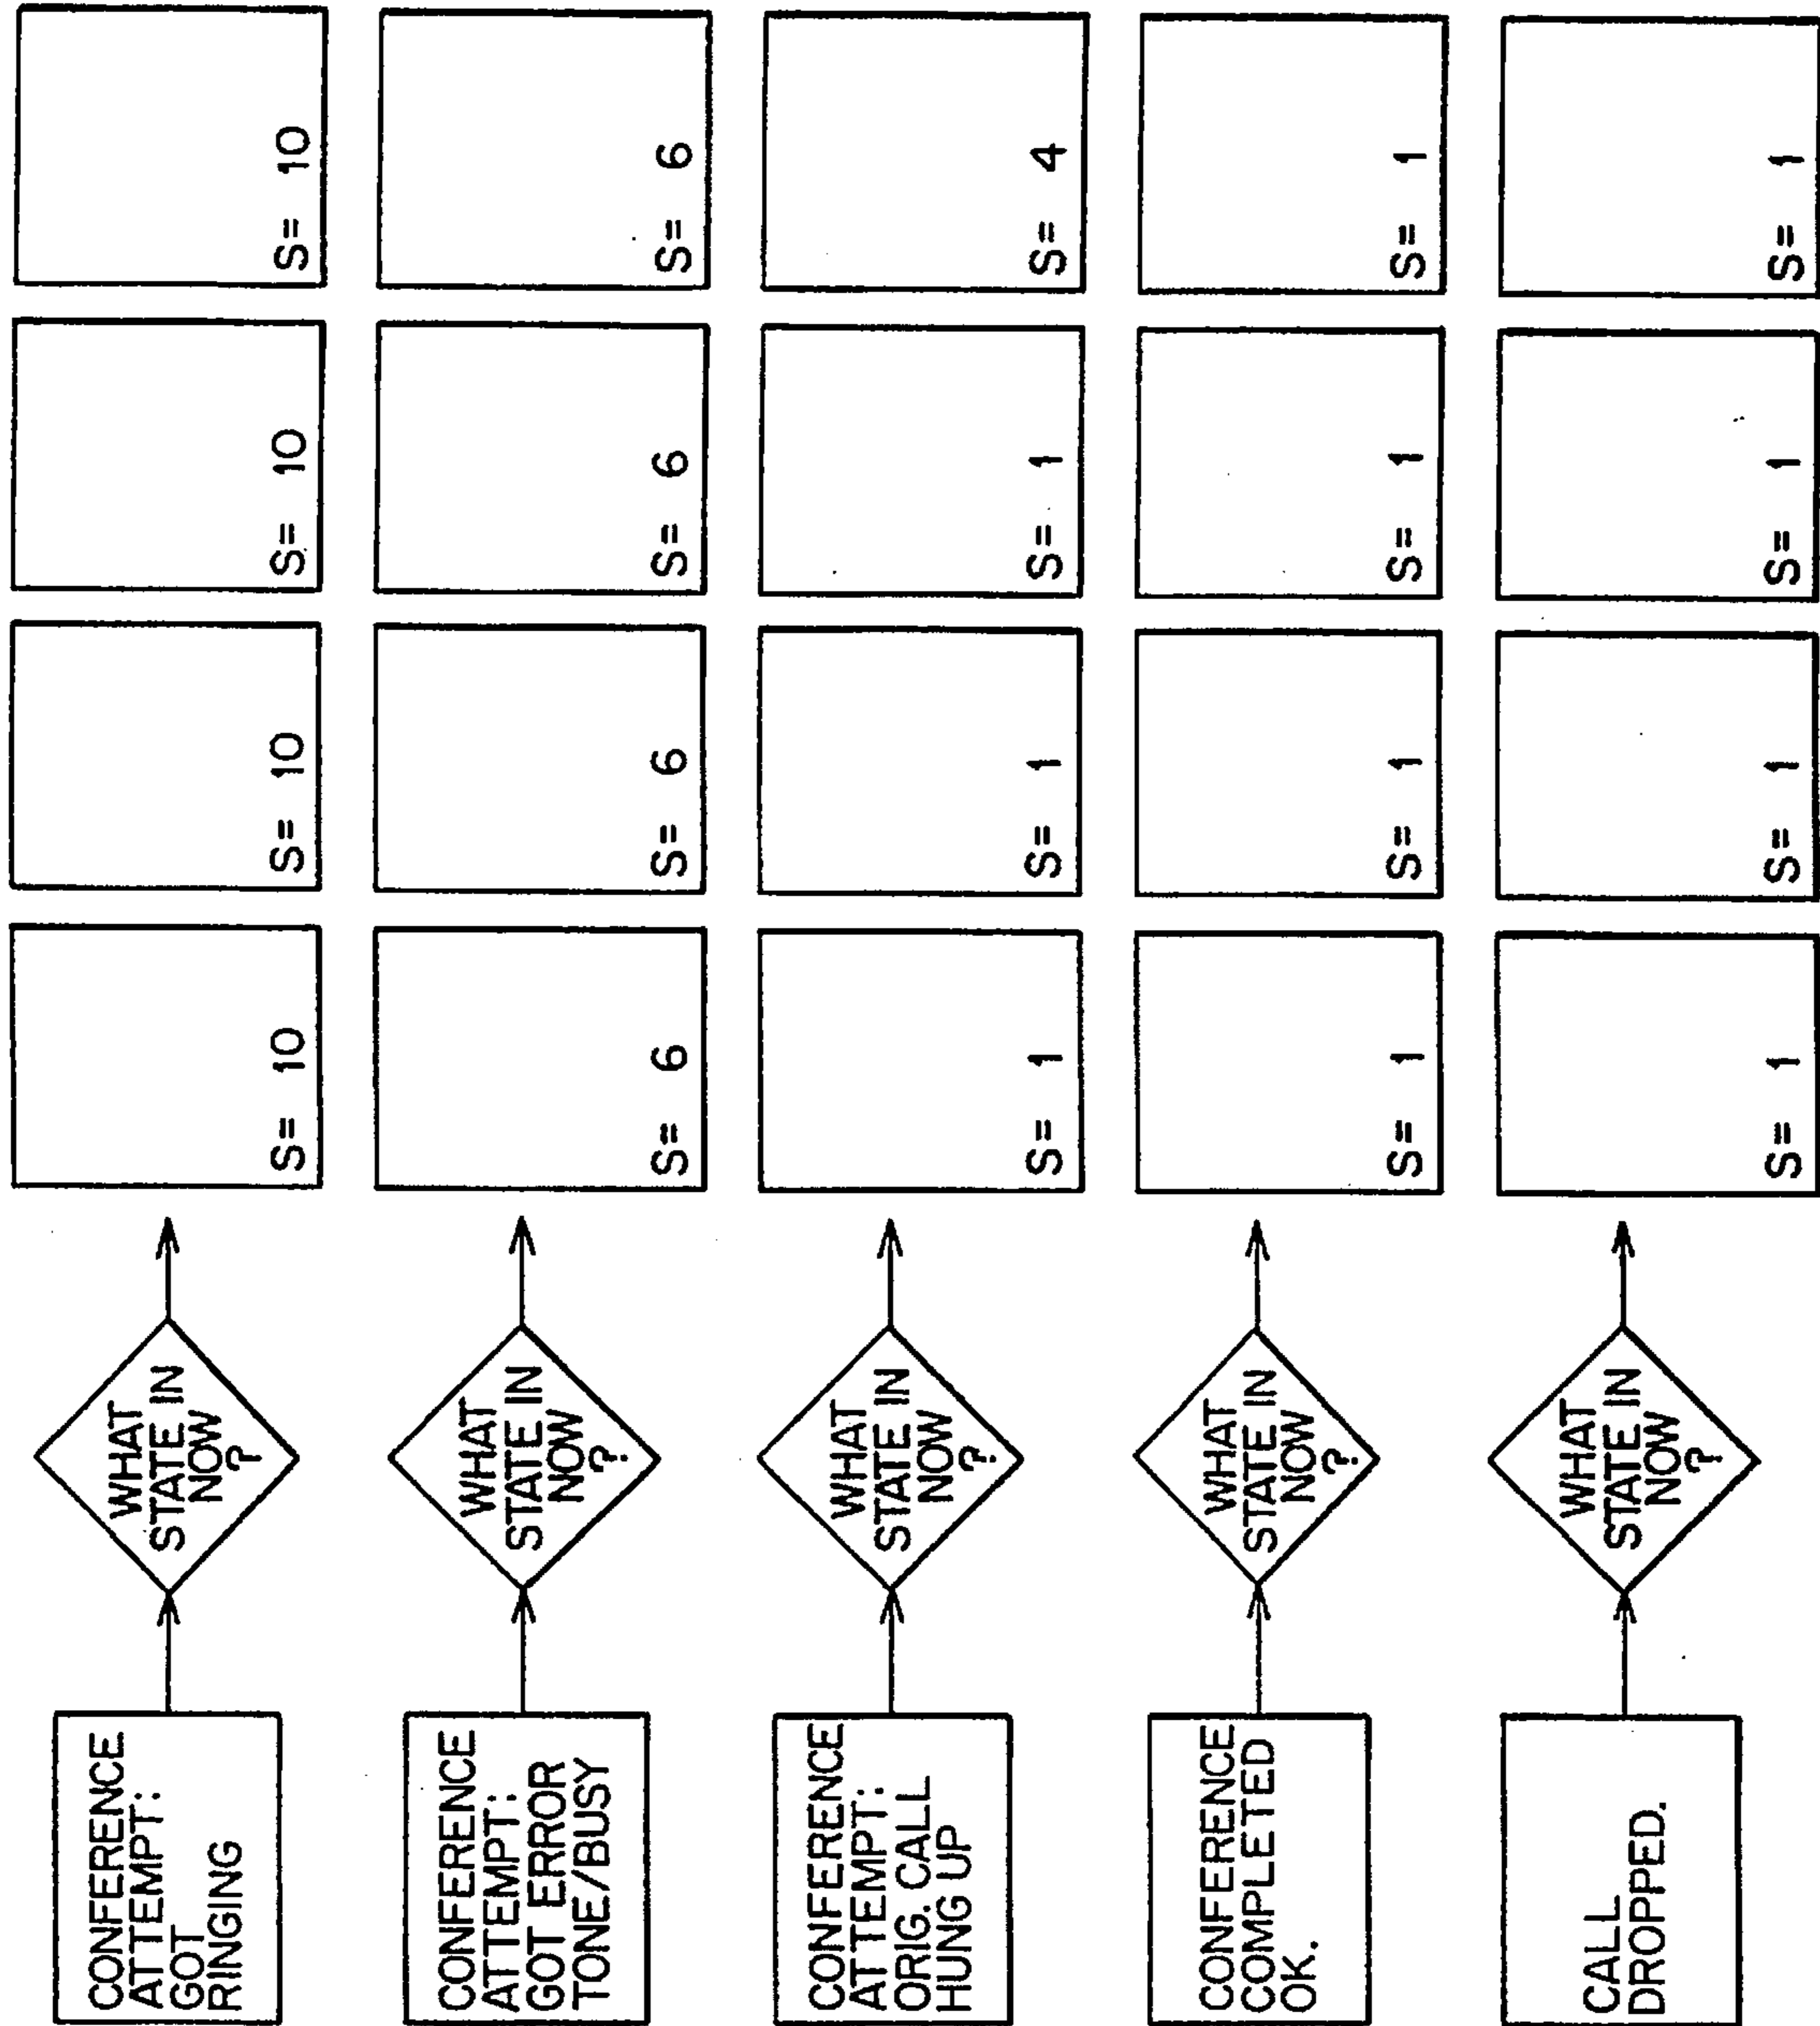 CONFERENCE
ATTEMPT:
GOT
RINGING
WHAT
STATE IN
NOW
?
S= 10
S= 10
S= 10
S= 10
CONFERENCE
ATTEMPT:
GOT ERROR
TONE/BUSY
WHAT
STATE IN
NOW
?
S= 6
S= 6
S= 6
S= 6
CONFERENCE
ATTEMPT:
ORIG. CALL
HUNG UP
WHAT
STATE IN
NOW
?
S= 1
S= 1
S= 1
S= 4
CONFERENCE
COMPLETED
OK.
WHAT
STATE IN
NOW
?
S= 1
S= 1
S= 1
S= 1
CALL
DROPPED.
WHAT
STATE IN
NOW
?
S= 1
S= 1
S= 1
S= 1